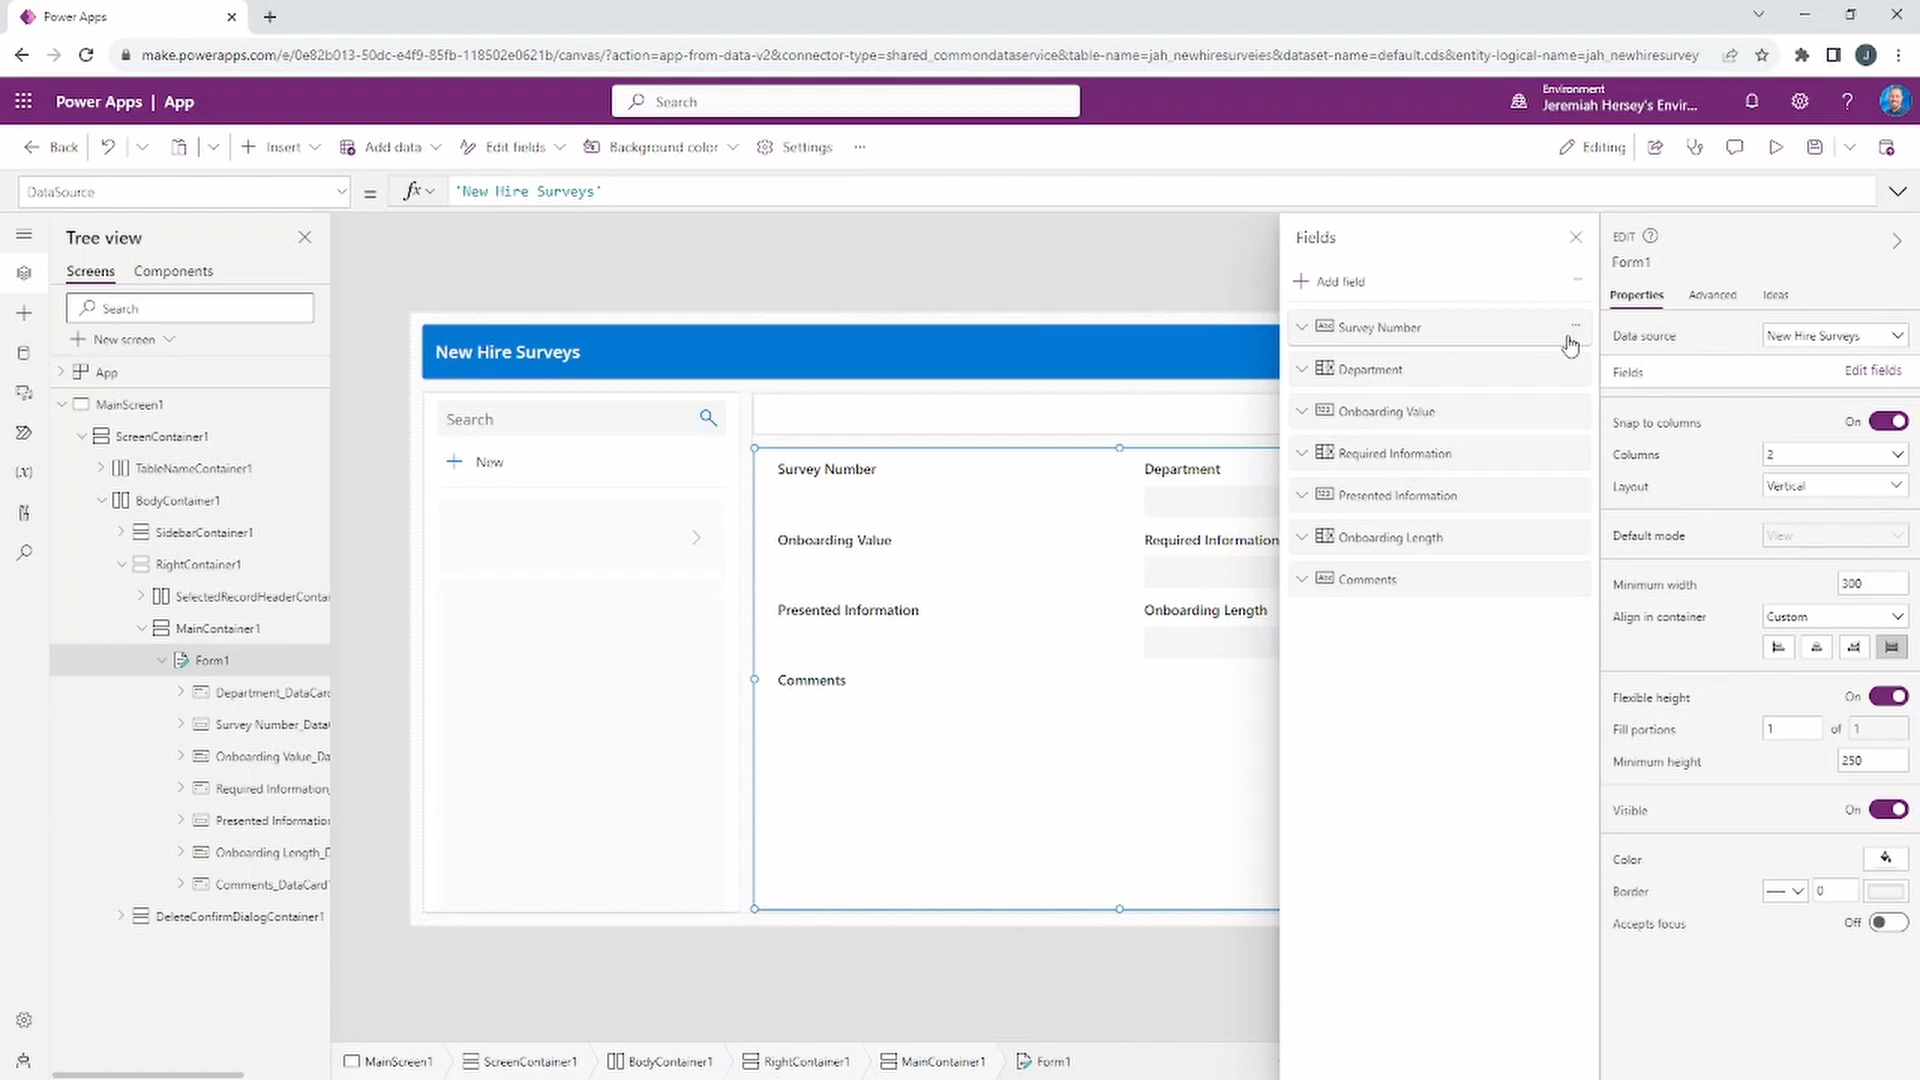 Power Apps
make.powerapps.com/e/0e82b013-50dc-e4f9-85fb-118502e0621b/canvas/?action=app-from-data-v2&connector-type=shared_commondataservice&table-name=jah_newhiresurveies&dataset-name=default.cds&entity-logical-name=jah_newhiresurvey
J
Power Apps | App
Search
Environment
Jeremiah Hersey's Envir...
Back
Insert
Add data
Edit fields
Background color
Settings
Editing
DataSource
=
fx
'New Hire Surveys'
Tree view
Screens
Components
Search
New screen
App
MainScreen1
ScreenContainer1
TableNameContainer1
BodyContainer1
SidebarContainer1
RightContainer1
SelectedRecordHeaderContai
MainContainer1
Form1
Department_DataCard
Survey Number_Data
Onboarding Value_Da
Required Information_
Presented Information
Onboarding Length_D
Comments_DataCard1
DeleteConfirmDialogContainer1
New Hire Surveys
Search
New
Survey Number
Department
Onboarding Value
Required Information
Presented Information
Onboarding Length
Comments
Fields
Add field
Abc Survey Number
Department
123 Onboarding Value
Required Information
123 Presented Information
Onboarding Length
Abc Comments
EDIT
Form1
Properties
Advanced
Ideas
Data source
New Hire Surveys
Fields
Edit fields
Snap to columns
On
Columns
2
Layout
Vertical
Default mode
View
Minimum width
300
Align in container
Custom
Flexible height
On
Fill portions
1 of 1
Minimum height
250
Visible
On
Color
Border
0
Accepts focus
Off
MainScreen1
ScreenContainer1
BodyContainer1
RightContainer1
MainContainer1
Form1